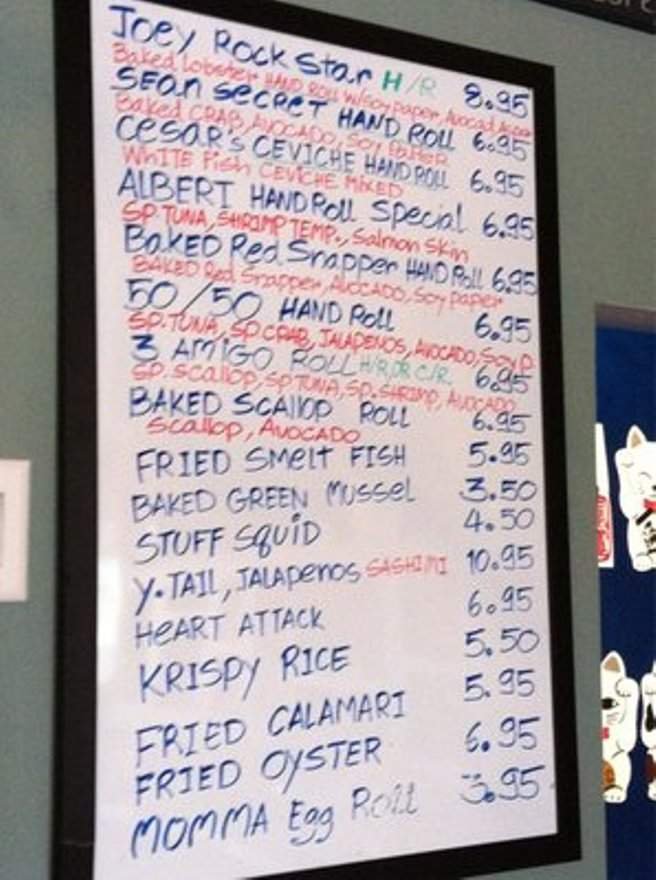 Joey Rock Star H/R 8.95
Baked Lobster HAND ROLL w/Soy paper, Avocad
Sean Secret HAND ROLL 6.95
Baked CRAB, AVOCADO, Soy
Cesar's CEVICHE HAND ROLL 6.95
WHITE Fish CEVICHE MIXED
ALBERT HAND Roll Special 6.95
SP. TUNA, SHRIMP TEMP., Salmon Skin
BAKED Red Snapper HAND Roll 6.95
BAKED Red Snapper, AVOCADO, Soy paper
50/50 HAND ROLL 6.95
SP. TUNA, SP CRAB, JALAPENOS, AVOCADO, Soy P
3 AMIGO ROLL H/R OR C/R. 6.95
SP. Scallop, SP TUNA, SP. SHRIMP, AVOCADO
BAKED SCALLOP ROLL 6.95
Scallop, AVOCADO
FRIED SMELT FISH 5.95
BAKED GREEN MUSSEL 3.50
STUFF SQUID 4.50
Y. TAIL, JALAPENOS SASHIMI 10.95
HEART ATTACK 6.95
KRISPY RICE 5.50
FRIED CALAMARI 5.95
FRIED OYSTER 6.95
MOMMA Egg Roll 3.95